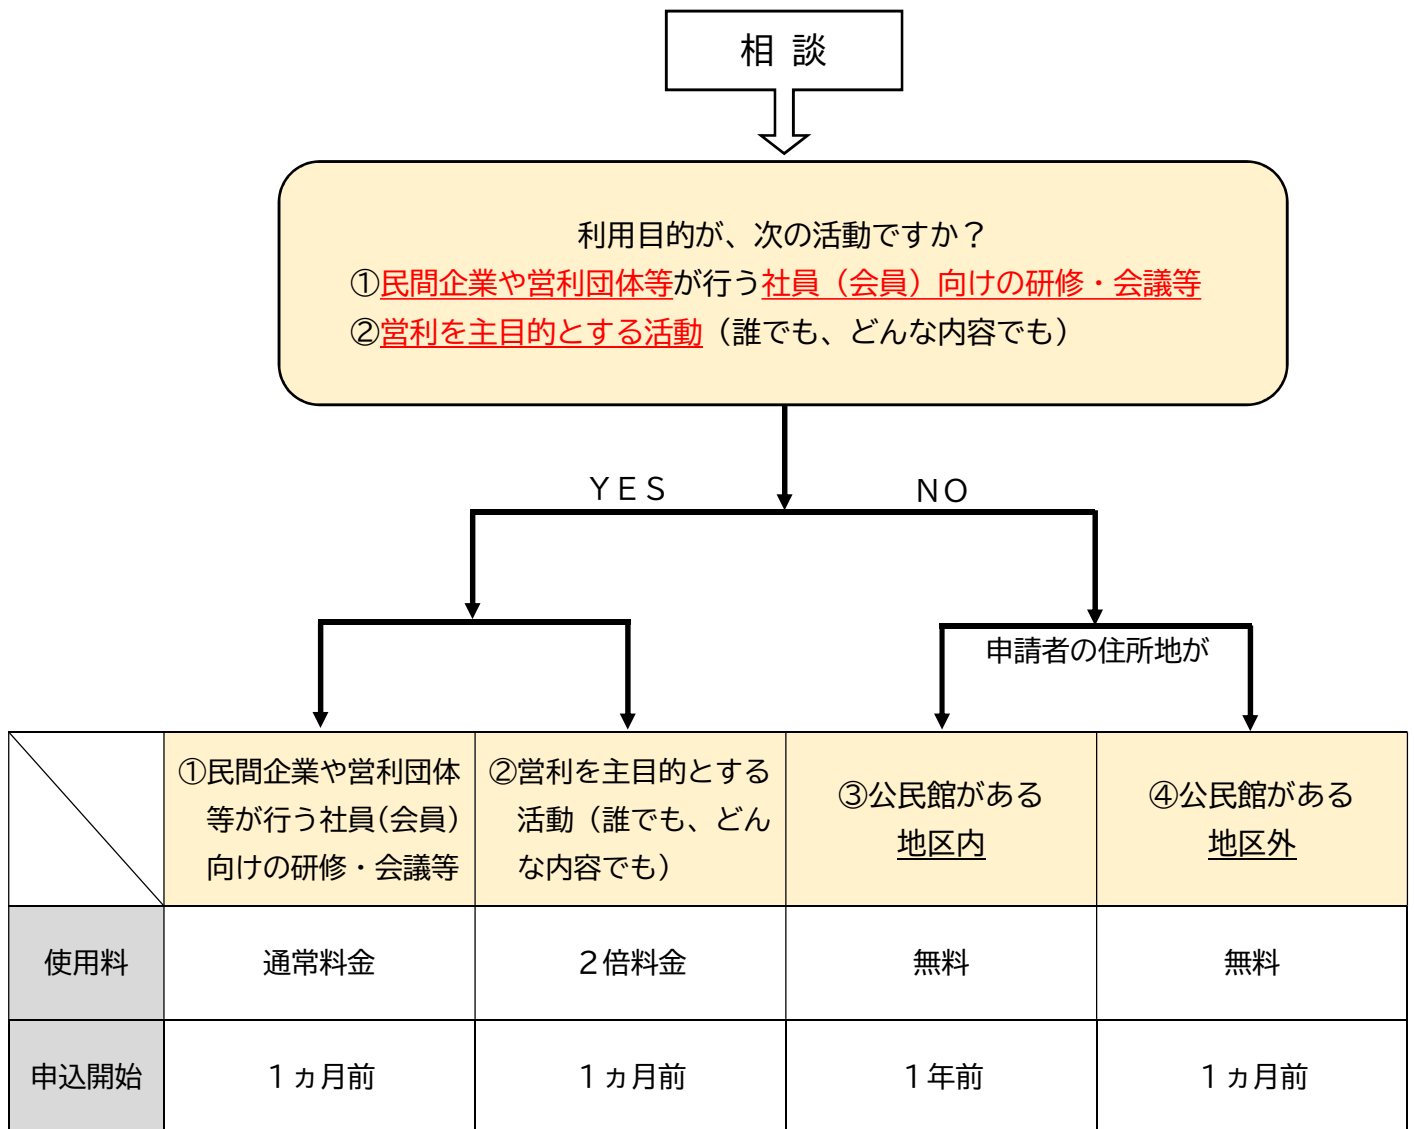 相 談
利用目的が、次の活動ですか？
①民間企業や営利団体等が行う社員（会員）向けの研修・会議等
②営利を主目的とする活動（誰でも、どんな内容でも）
ＹＥＳ
ＮＯ
申請者の住所地が
①民間企業や営利団体
等が行う社員(会員)
向けの研修・会議等
②営利を主目的とする
活動（誰でも、どん
な内容でも）
③公民館がある
地区内
④公民館がある
地区外
使用料
通常料金
２倍料金
無料
無料
申込開始
１ヵ月前
１ヵ月前
１年前
１ヵ月前